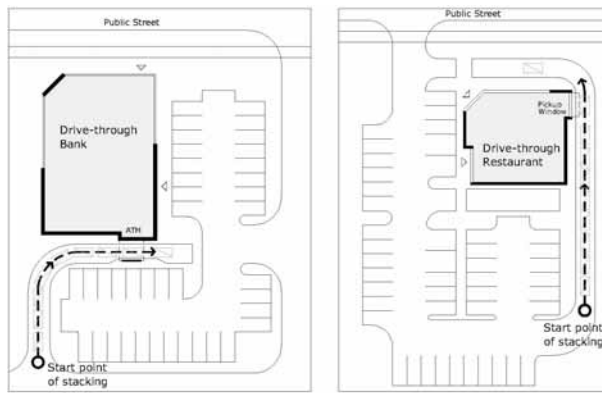 Public Street
Drive-through
Bank
ATH
Start point
of stacking
Public Street
Pickup
Window
Drive-through
Restaurant
Start point
of stacking